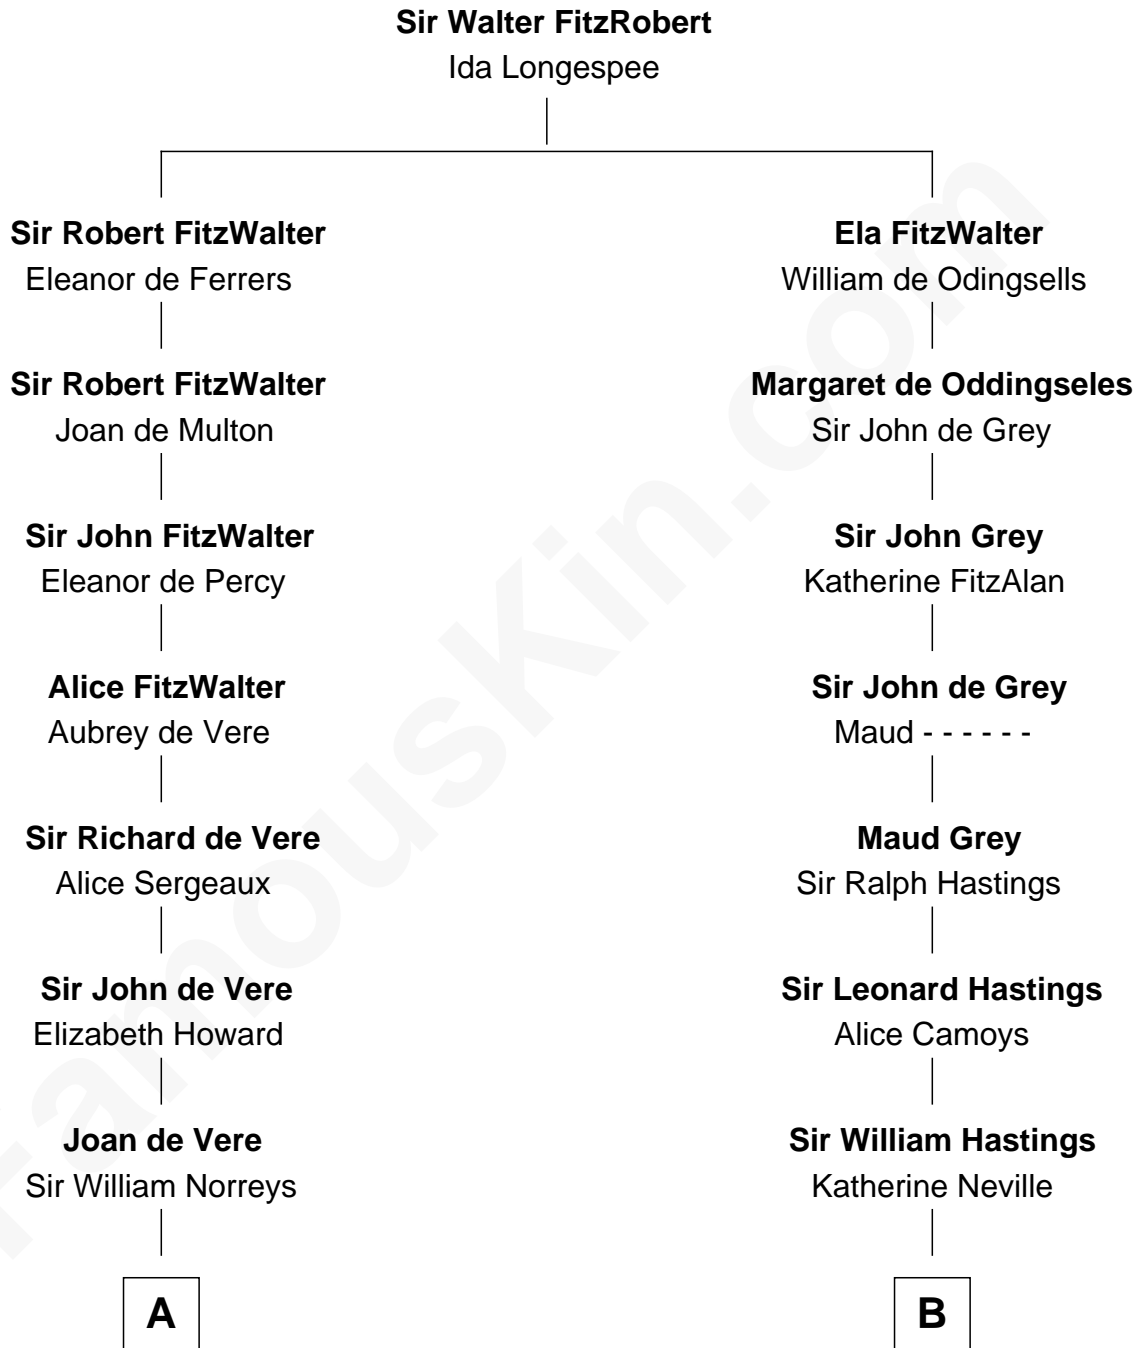 Sir Walter FitzRobert
Ida Longespee
Sir Robert FitzWalter
Eleanor de Ferrers
Ela FitzWalter
William de Odingsells
Sir Robert FitzWalter
Joan de Multon
Margaret de Oddingseles
Sir John de Grey
Sir John FitzWalter
Eleanor de Percy
Sir John Grey
Katherine FitzAlan
Alice FitzWalter
Aubrey de Vere
Sir John de Grey
Maud - - - - - -
Sir Richard de Vere
Alice Sergeaux
Maud Grey
Sir Ralph Hastings
Sir John de Vere
Elizabeth Howard
Sir Leonard Hastings
Alice Camoys
Joan de Vere
Sir William Norreys
Sir William Hastings
Katherine Neville
A
B
FamousKin.com